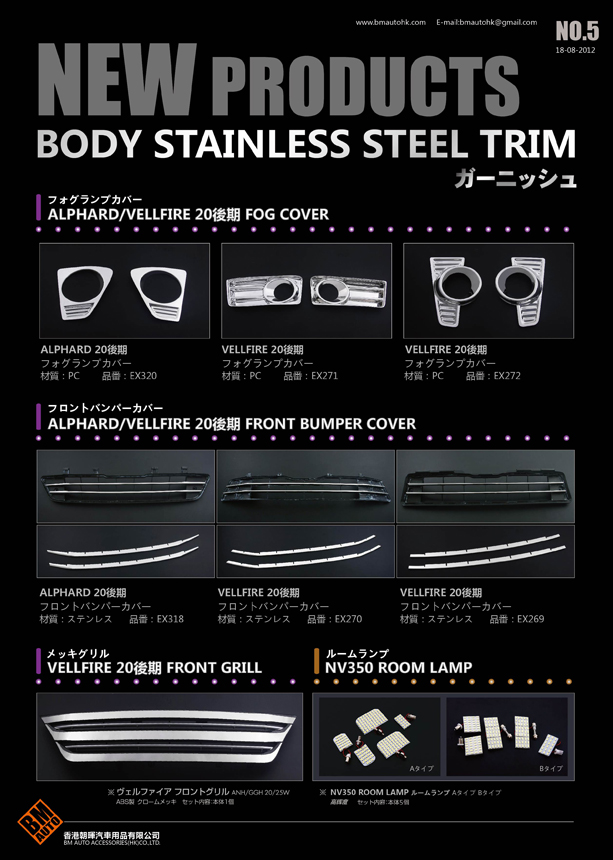 www.bmautohk.com E-mail:bmautohk@gmail.com
NO.5
18-08-2012
NEW PRODUCTS
BODY STAINLESS STEEL TRIM
ガーニッシュ
フォグランプカバー
ALPHARD/VELLFIRE 20後期 FOG COVER
ALPHARD 20後期
フォグランプカバー
材質：PC 品番：EX320
VELLFIRE 20後期
フォグランプカバー
材質：PC 品番：EX271
VELLFIRE 20後期
フォグランプカバー
材質：PC 品番：EX272
フロントバンパーカバー
ALPHARD/VELLFIRE 20後期 FRONT BUMPER COVER
ALPHARD 20後期
フロントバンパーカバー
材質：ステンレス 品番：EX318
VELLFIRE 20後期
フロントバンパーカバー
材質：ステンレス 品番：EX270
VELLFIRE 20後期
フロントバンパーカバー
材質：ステンレス 品番：EX269
メッキグリル
VELLFIRE 20後期 FRONT GRILL
※ ヴェルファイア フロントグリル ANH/GGH 20/25W
ABS製 クロームメッキ セット内容:本体1個
ルームランプ
NV350 ROOM LAMP
Aタイプ
Bタイプ
※ NV350 ROOM LAMP ルームランプ Aタイプ Bタイプ
高輝度 セット内容:本体5個
BM
AUTO
香港朝暉汽車用品有限公司
BM AUTO ACCESSORIES(HK)CO.,LTD.